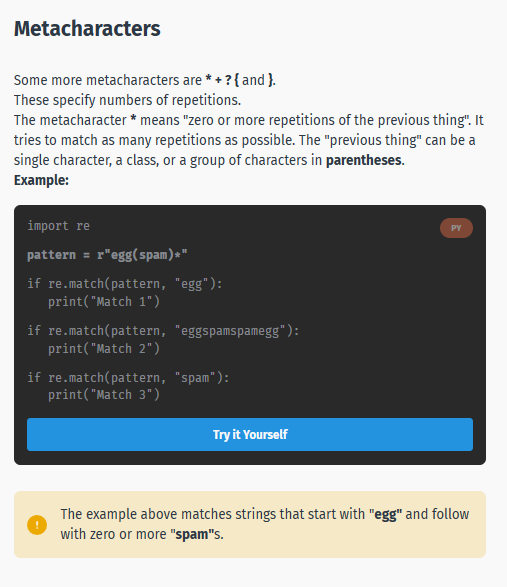 Metacharacters
Some more metacharacters are * + ? { and }.
These specify numbers of repetitions.
The metacharacter * means "zero or more repetitions of the previous thing". It
tries to match as many repetitions as possible. The "previous thing" can be a
single character, a class, or a group of characters in parentheses.
Example:
import re
PY
pattern = r"egg(spam)*"
if re.match(pattern, "egg"):
   print("Match 1")
if re.match(pattern, "eggspamspamegg"):
   print("Match 2")
if re.match(pattern, "spam"):
   print("Match 3")
Try it Yourself
!
The example above matches strings that start with "egg" and follow
with zero or more "spam"s.